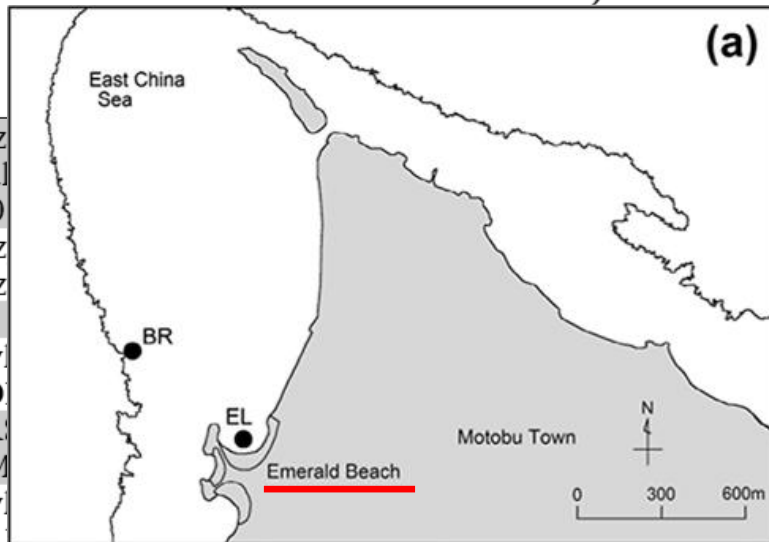 (a)
East China
Sea
BR
EL
N
Motobu Town
Emerald Beach
0 300 600m